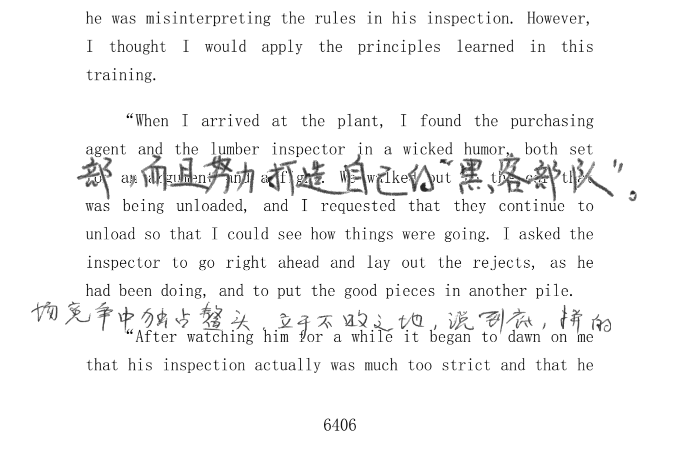 he was misinterpreting the rules in his inspection. However,
I thought I would apply the principles learned in this
training.
“When I arrived at the plant, I found the purchasing
agent and the lumber inspector in a wicked humor, both set
部，而且努力打造自己的“黑客部队”。
an argument and a fight. We walked out to the car that
was being unloaded, and I requested that they continue to
unload so that I could see how things were going. I asked the
inspector to go right ahead and lay out the rejects, as he
had been doing, and to put the good pieces in another pile.
场竞争中独占鳌头，立于不败之地，说到底，拼的
“After watching him for a while it began to dawn on me
that his inspection actually was much too strict and that he
6406